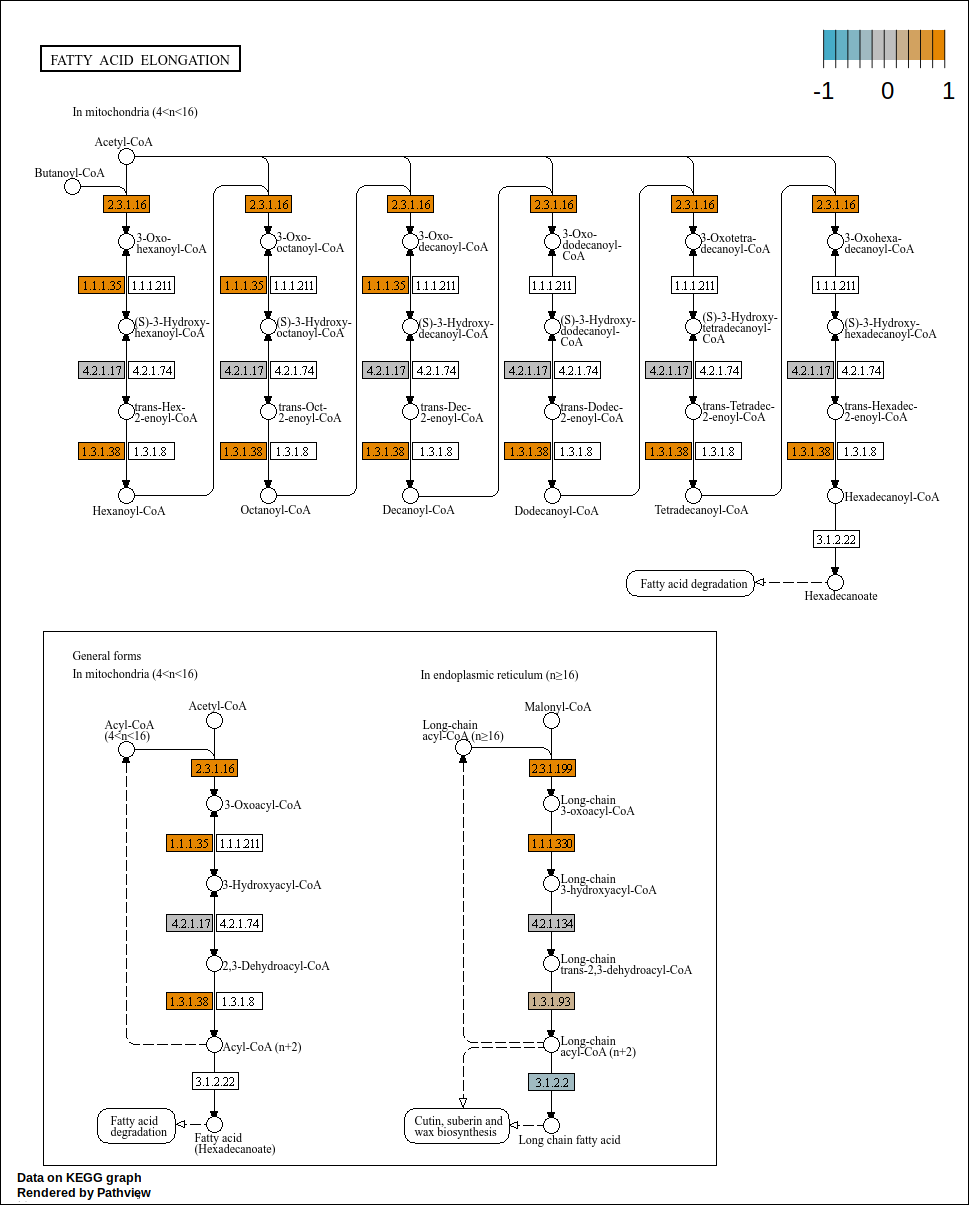 FATTY ACID ELONGATION
-1 0 1
In mitochondria (4<n<16)
Acetyl-CoA
Butanoyl-CoA
2.3.1.16 2.3.1.16 2.3.1.16 2.3.1.16 2.3.1.16 2.3.1.16
3-Oxo-
hexanoyl-CoA
3-Oxo-
octanoyl-CoA
3-Oxo-
decanoyl-CoA
3-Oxo-
dodecanoyl-
CoA
3-Oxotetra-
decanoyl-CoA
3-Oxohexa-
decanoyl-CoA
1.1.1.35 1.1.1.211 1.1.1.35 1.1.1.211 1.1.1.35 1.1.1.211 1.1.1.211 1.1.1.211 1.1.1.211
(S)-3-Hydroxy-
hexanoyl-CoA
(S)-3-Hydroxy-
octanoyl-CoA
(S)-3-Hydroxy-
decanoyl-CoA
(S)-3-Hydroxy-
dodecanoyl-
CoA
(S)-3-Hydroxy-
tetradecanoyl-
CoA
(S)-3-Hydroxy-
hexadecanoyl-CoA
4.2.1.17 4.2.1.74 4.2.1.17 4.2.1.74 4.2.1.17 4.2.1.74 4.2.1.17 4.2.1.74 4.2.1.17 4.2.1.74 4.2.1.17 4.2.1.74
trans-Hex-
2-enoyl-CoA
trans-Oct-
2-enoyl-CoA
trans-Dec-
2-enoyl-CoA
trans-Dodec-
2-enoyl-CoA
trans-Tetradec-
2-enoyl-CoA
trans-Hexadec-
2-enoyl-CoA
1.3.1.38 1.3.1.8 1.3.1.38 1.3.1.8 1.3.1.38 1.3.1.8 1.3.1.38 1.3.1.8 1.3.1.38 1.3.1.8 1.3.1.38 1.3.1.8
Hexanoyl-CoA Octanoyl-CoA Decanoyl-CoA Dodecanoyl-CoA Tetradecanoyl-CoA Hexadecanoyl-CoA
3.1.2.22
Fatty acid degradation
Hexadecanoate
General forms
In mitochondria (4<n<16)
Acetyl-CoA
Acyl-CoA
(4<n<16)
2.3.1.16
3-Oxoacyl-CoA
1.1.1.35 1.1.1.211
3-Hydroxyacyl-CoA
4.2.1.17 4.2.1.74
2,3-Dehydroacyl-CoA
1.3.1.38 1.3.1.8
Acyl-CoA (n+2)
3.1.2.22
Fatty acid
degradation
Fatty acid
(Hexadecanoate)
In endoplasmic reticulum (n≥16)
Malonyl-CoA
Long-chain
acyl-CoA (n≥16)
2.3.1.199
Long-chain
3-oxoacyl-CoA
1.1.1.330
Long-chain
3-hydroxyacyl-CoA
4.2.1.134
Long-chain
trans-2,3-dehydroacyl-CoA
1.3.1.93
Long-chain
acyl-CoA (n+2)
3.1.2.2
Cutin, suberin and
wax biosynthesis
Long chain fatty acid
Data on KEGG graph
Rendered by Pathview